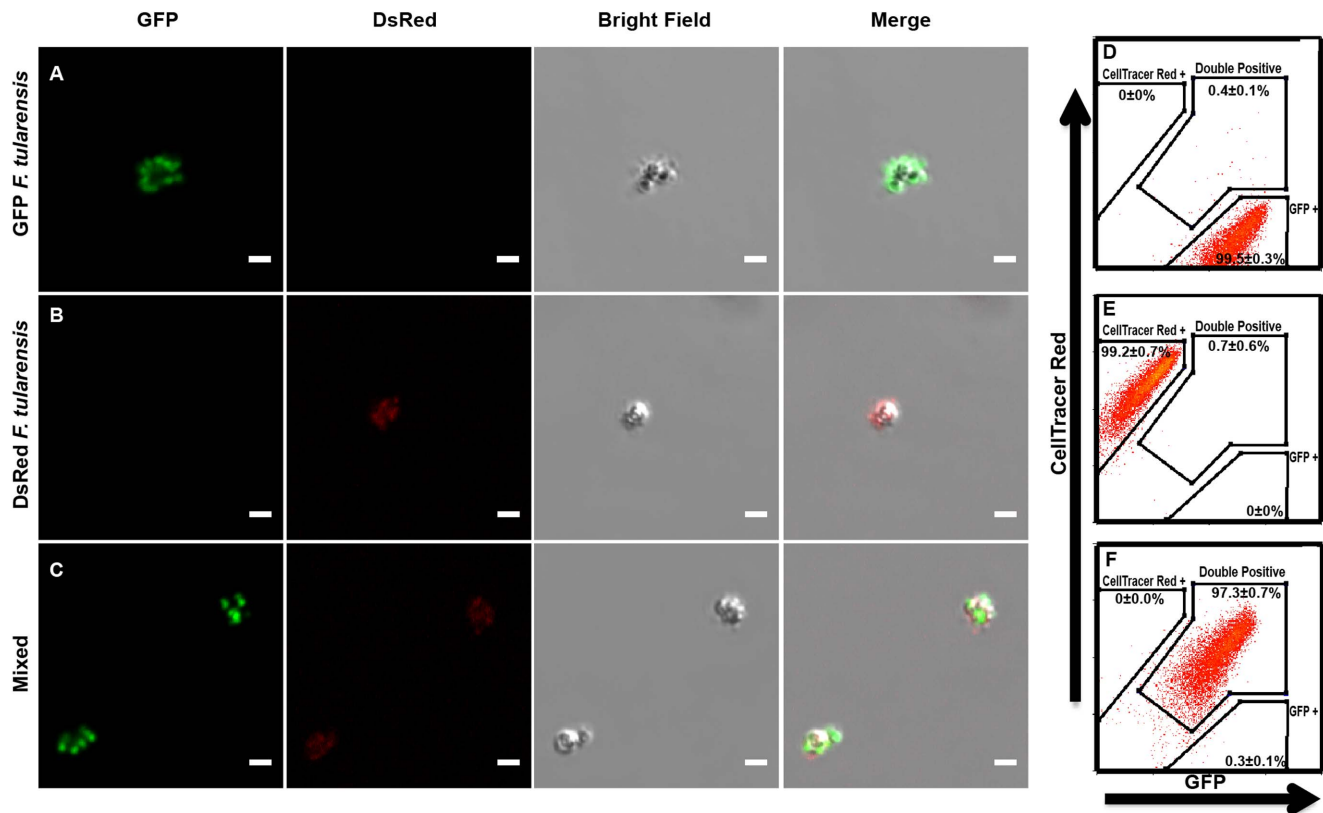 GFP
DsRed
Bright Field
Merge
A
GFP F. tularensis
B
DsRed F. tularensis
C
Mixed
CellTracer Red
D
CellTracer Red +
Double Positive
0±0%
0.4±0.1%
GFP +
99.5±0.3%
E
CellTracer Red +
Double Positive
99.2±0.7%
0.7±0.6%
GFP +
0±0%
F
CellTracer Red +
Double Positive
0±0.0%
97.3±0.7%
GFP +
0.3±0.1%
GFP